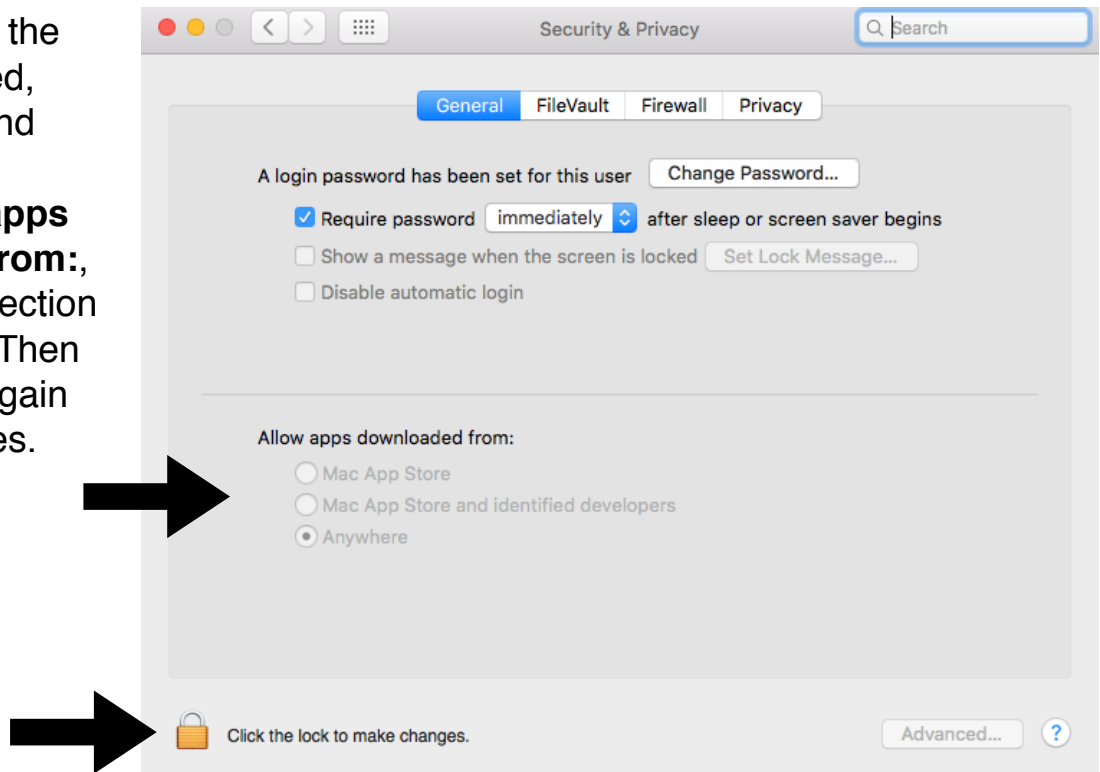 the
ed,
nd
apps
rom:,
ection
Then
gain
es.
Security & Privacy
Search
General FileVault Firewall Privacy
A login password has been set for this user Change Password...
Require password immediately after sleep or screen saver begins
Show a message when the screen is locked Set Lock Message...
Disable automatic login
Allow apps downloaded from:
Mac App Store
Mac App Store and identified developers
Anywhere
Click the lock to make changes. Advanced... ?